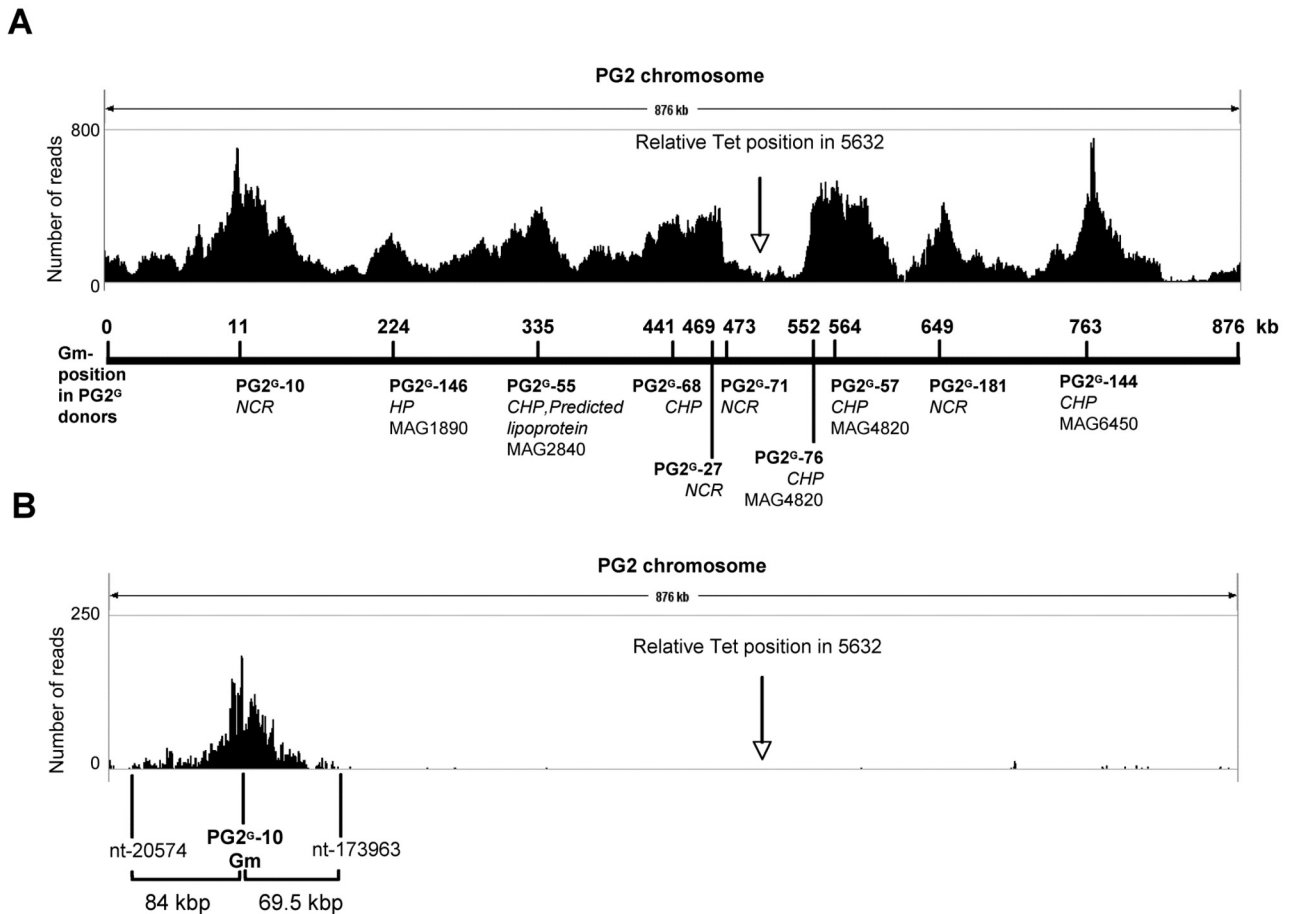 A
PG2 chromosome
876 kb
800
Relative Tet position in 5632
Number of reads
0
0 11 224 335 441 469 473 552 564 649 763 876 kb
Gm-
position
in PG2ᴳ
donors
PG2ᴳ-10
NCR
PG2ᴳ-146
HP
MAG1890
PG2ᴳ-55
CHP,Predicted
lipoprotein
MAG2840
PG2ᴳ-68
CHP
PG2ᴳ-27
NCR
PG2ᴳ-71
NCR
PG2ᴳ-76
CHP
MAG4820
PG2ᴳ-57
CHP
MAG4820
PG2ᴳ-181
NCR
PG2ᴳ-144
CHP
MAG6450
B
PG2 chromosome
876 kb
250
Relative Tet position in 5632
Number of reads
0
nt-20574
PG2ᴳ-10
Gm
nt-173963
84 kbp
69.5 kbp